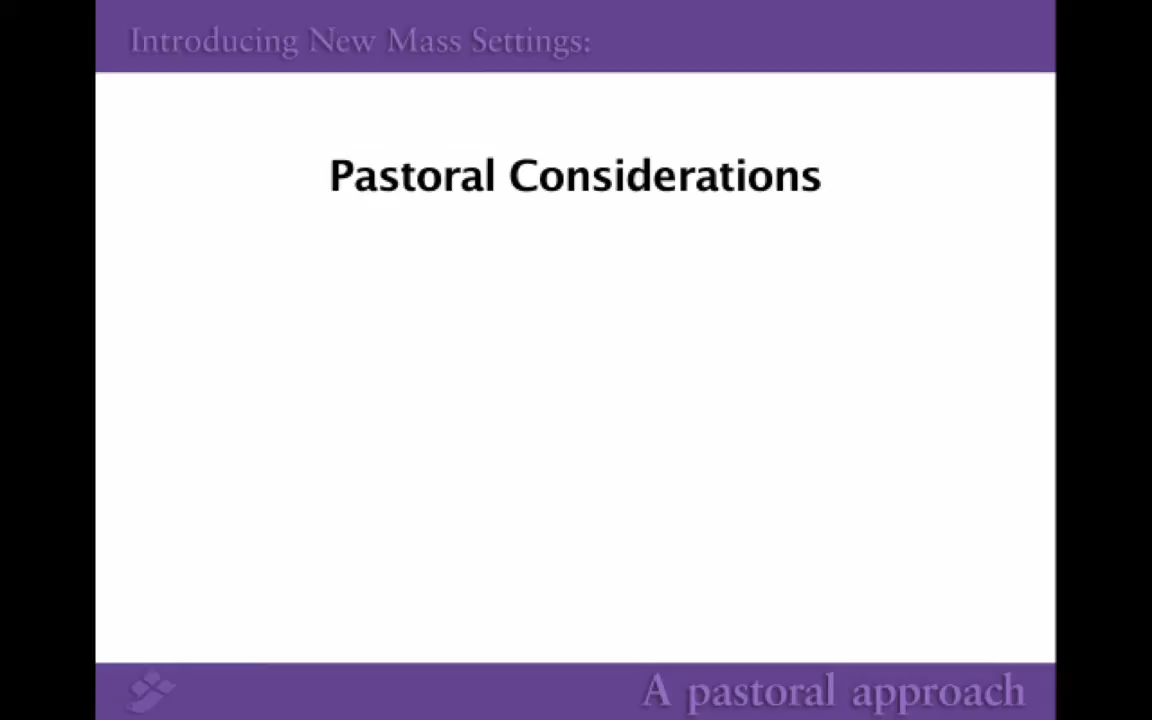 Introducing New Mass Settings:
Pastoral Considerations
A pastoral approach